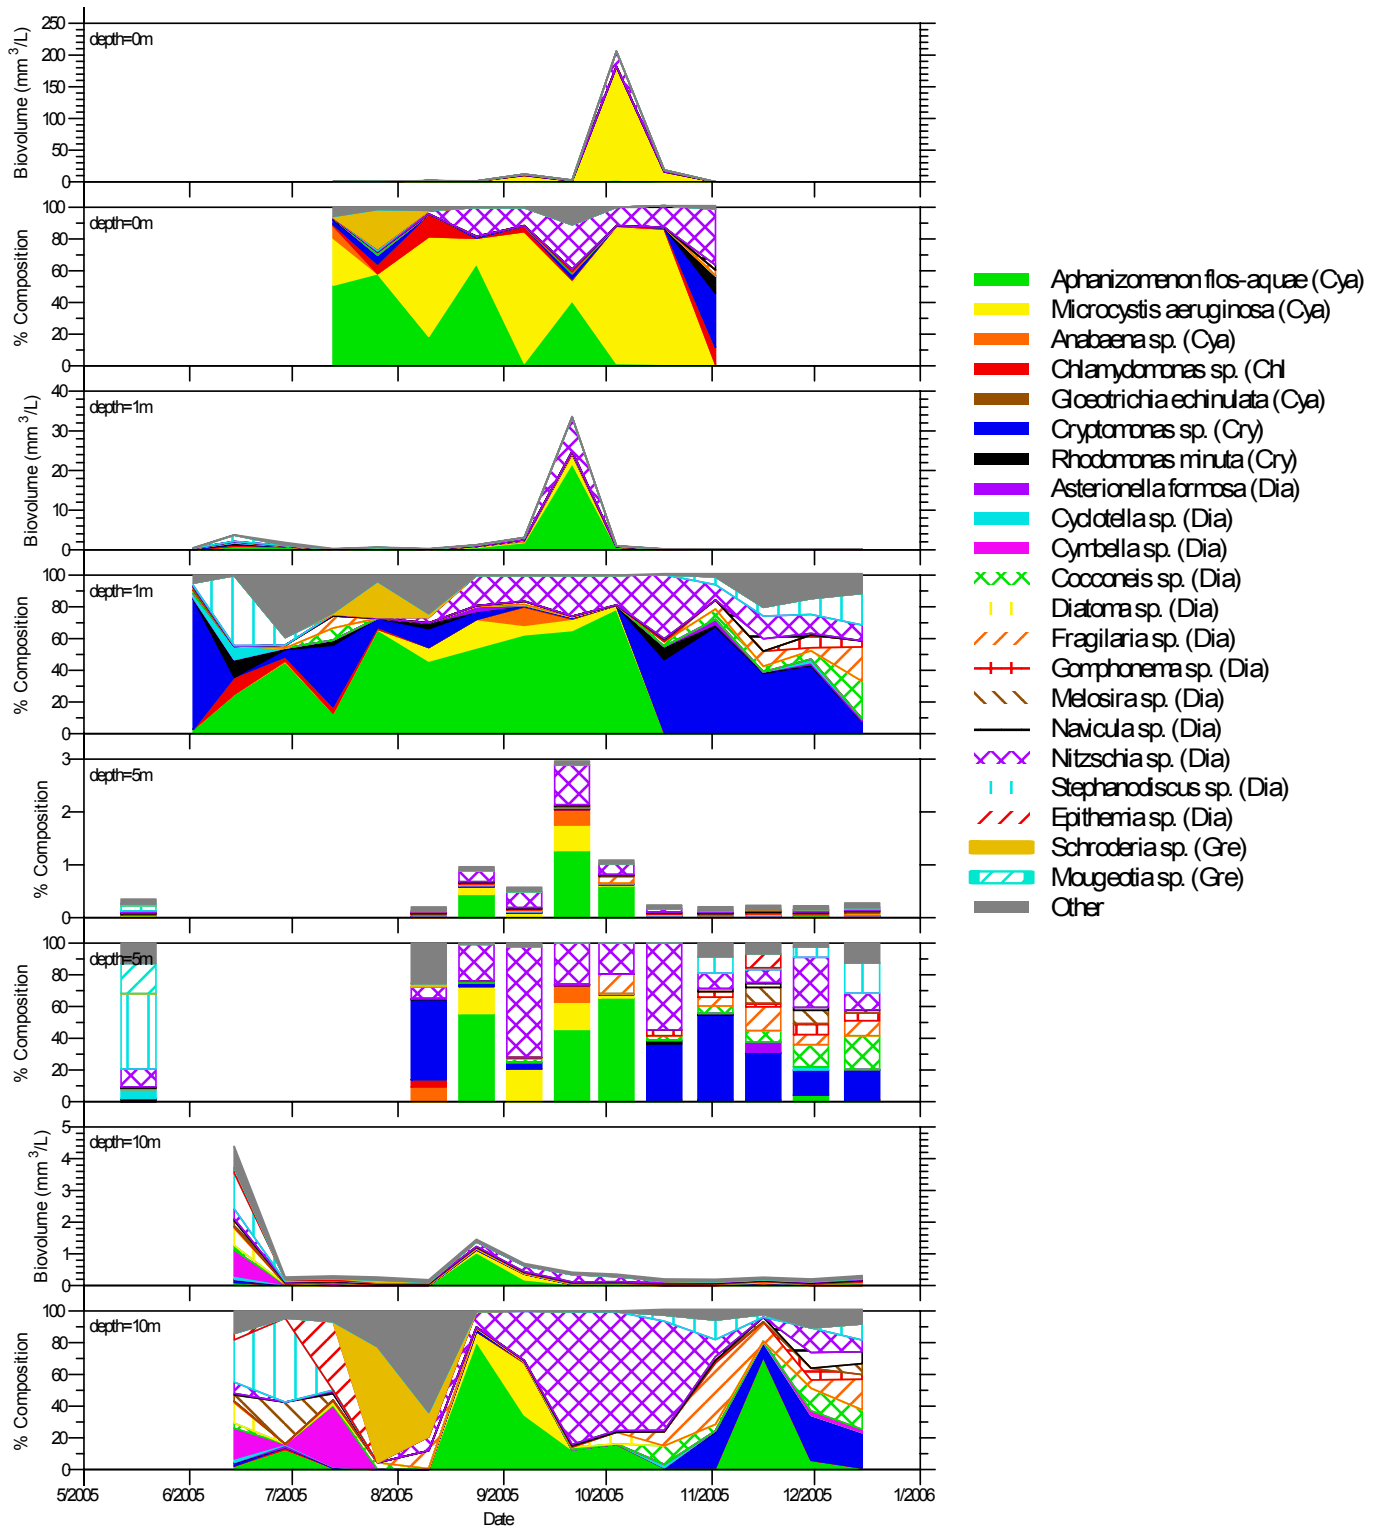 250
200
150
100
50
0
Biovolume (mm 3/L)
depth=0m
100
80
60
40
20
0
% Composition
depth=0m
40
30
20
10
0
Biovolume (mm 3/L)
depth=1m
100
80
60
40
20
0
% Composition
depth=1m
3
2
1
0
% Composition
depth=5m
100
80
60
40
20
0
% Composition
depth=5m
5
4
3
2
1
0
Biovolume (mm 3/L)
depth=10m
100
80
60
40
20
0
% Composition
depth=10m
5/2005 6/2005 7/2005 8/2005 9/2005 10/2005 11/2005 12/2005 1/2006
Date
Aphanizomenon flos-aquae (Cya)
Microcystis aeruginosa (Cya)
Anabaena sp. (Cya)
Chlamydomonas sp. (Chl
Gloeotrichia echinulata (Cya)
Cryptomonas sp. (Cry)
Rhodomonas minuta (Cry)
Asterionella formosa (Dia)
Cyclotella sp. (Dia)
Cymbella sp. (Dia)
Cocconeis sp. (Dia)
Diatoma sp. (Dia)
Fragilaria sp. (Dia)
Gomphonema sp. (Dia)
Melosira sp. (Dia)
Navicula sp. (Dia)
Nitzschia sp. (Dia)
Stephanodiscus sp. (Dia)
Epithemia sp. (Dia)
Schroderia sp. (Gre)
Mougeotia sp. (Gre)
Other